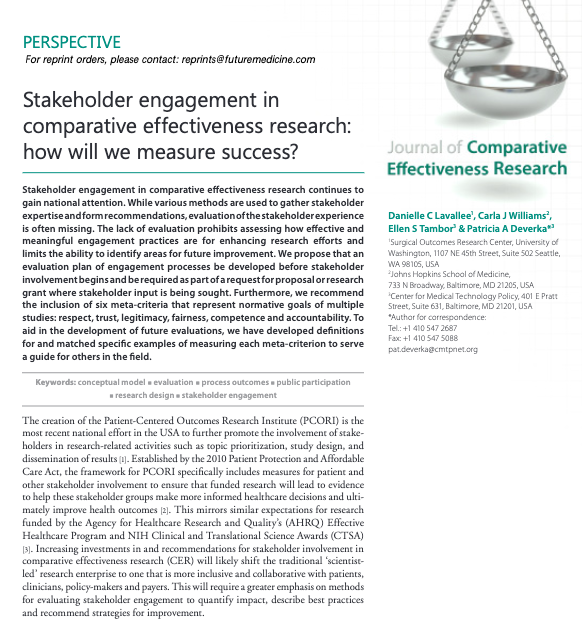 PERSPECTIVE
For reprint orders, please contact: reprints@futuremedicine.com
Stakeholder engagement in
comparative effectiveness research:
how will we measure success?
Stakeholder engagement in comparative effectiveness research continues to
gain national attention. While various methods are used to gather stakeholder
expertise and form recommendations, evaluation of the stakeholder experience
is often missing. The lack of evaluation prohibits assessing how effective and
meaningful engagement practices are for enhancing research efforts and
limits the ability to identify areas for future improvement. We propose that an
evaluation plan of engagement processes be developed before stakeholder
involvement begins and be required as part of a request for proposal or research
grant where stakeholder input is being sought. Furthermore, we recommend
the inclusion of six meta-criteria that represent normative goals of multiple
studies: respect, trust, legitimacy, fairness, competence and accountability. To
aid in the development of future evaluations, we have developed definitions
for and matched specific examples of measuring each meta-criterion to serve
a guide for others in the field.
Keywords: conceptual model ▪ evaluation ▪ process outcomes ▪ public participation
▪ research design ▪ stakeholder engagement
The creation of the Patient-Centered Outcomes Research Institute (PCORI) is the
most recent national effort in the USA to further promote the involvement of stake-
holders in research-related activities such as topic prioritization, study design, and
dissemination of results [1]. Established by the 2010 Patient Protection and Affordable
Care Act, the framework for PCORI specifically includes measures for patient and
other stakeholder involvement to ensure that funded research will lead to evidence
to help these stakeholder groups make more informed healthcare decisions and ulti-
mately improve health outcomes [2]. This mirrors similar expectations for research
funded by the Agency for Healthcare Research and Quality's (AHRQ) Effective
Healthcare Program and NIH Clinical and Translational Science Awards (CTSA)
[3]. Increasing investments in and recommendations for stakeholder involvement in
comparative effectiveness research (CER) will likely shift the traditional 'scientist-
led' research enterprise to one that is more inclusive and collaborative with patients,
clinicians, policy-makers and payers. This will require a greater emphasis on methods
for evaluating stakeholder engagement to quantify impact, describe best practices
and recommend strategies for improvement.
Journal of Comparative
Effectiveness Research
Danielle C Lavallee1, Carla J Williams2,
Ellen S Tambor3 & Patricia A Deverka*3
1Surgical Outcomes Research Center, University of
Washington, 1107 NE 45th Street, Suite 502 Seattle,
WA 98105, USA
2Johns Hopkins School of Medicine,
733 N Broadway, Baltimore, MD 21205, USA
3Center for Medical Technology Policy, 401 E Pratt
Street, Suite 631, Baltimore, MD 21201, USA
*Author for correspondence:
Tel.: +1 410 547 2687
Fax: +1 410 547 5088
pat.deverka@cmtpnet.org